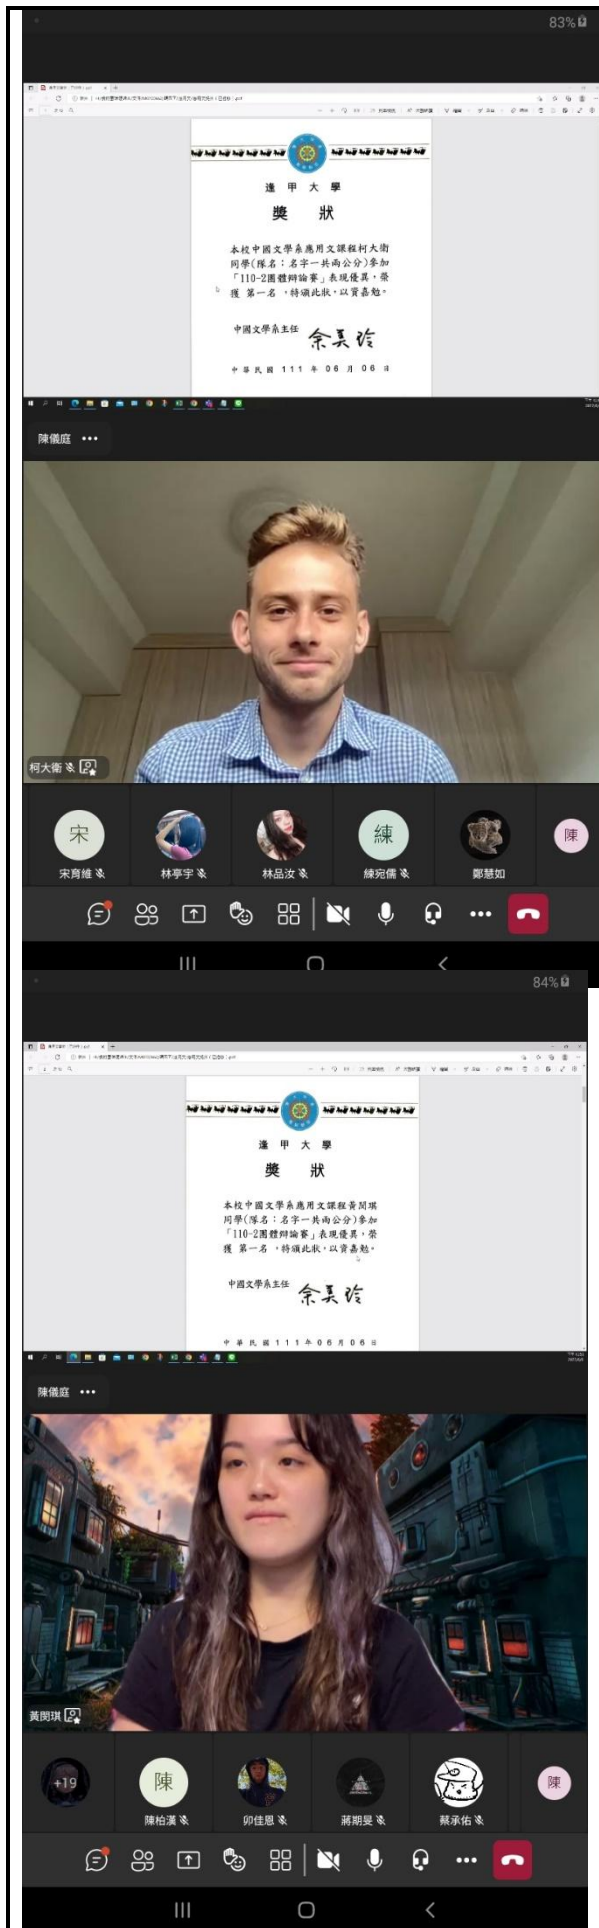 83%
逢甲大學
獎 狀
本校中國文學系應用文課程柯大衛
同學(隊名:名字一共兩公分)參加
「110-2團體辯論賽」表現優異,榮
獲 第一名 ,特頒此狀,以資嘉勉。
中國文學系主任 余美玲
中華民國 111 年 06 月 06 日
陳儀庭 •••
柯大衛
宋
練
陳
宋育維
林亭宇
林品汝
練宛儒
鄭慧如
84%
逢甲大學
獎 狀
本校中國文學系應用文課程黃閔琪
同學(隊名:名字一共兩公分)參加
「110-2團體辯論賽」表現優異,榮
獲 第一名 ,特頒此狀,以資嘉勉。
中國文學系主任 余美玲
中華民國 111 年 06 月 06 日
陳儀庭 •••
黃閔琪
+19
陳
陳
陳柏漢
卯佳恩
蔣期旻
蔡承佑